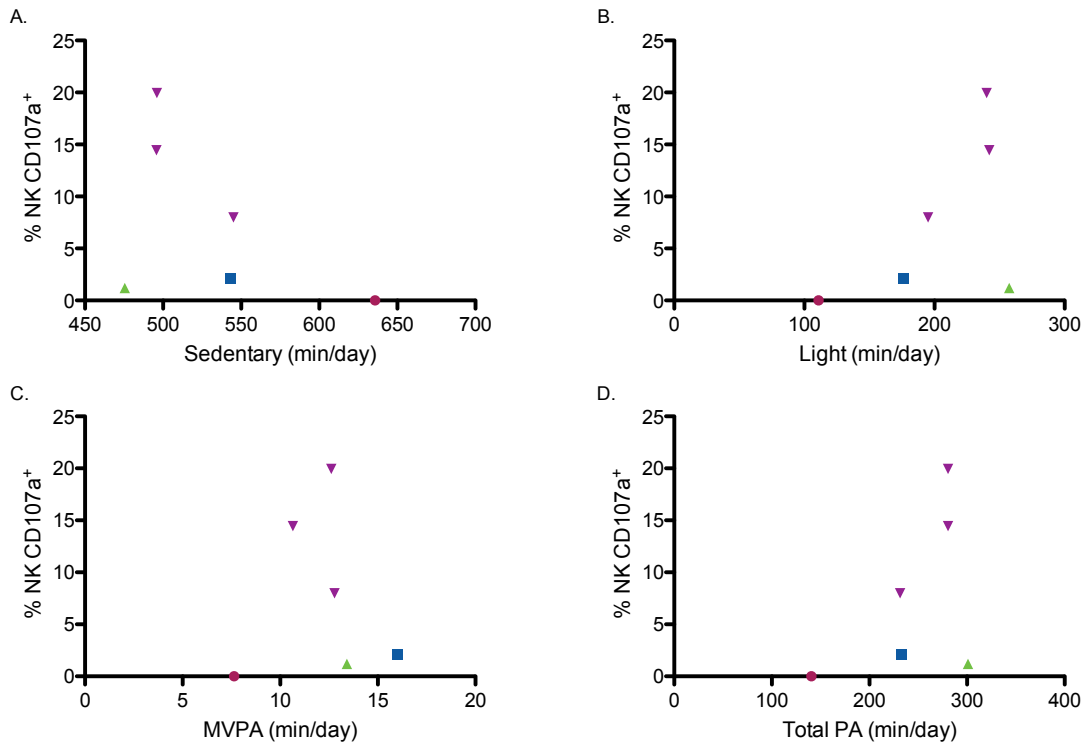 A.
25
20
15
10
5
0
% NK CD107a⁺
450 500 550 600 650 700
Sedentary (min/day)
B.
25
20
15
10
5
0
% NK CD107a⁺
0 100 200 300
Light (min/day)
C.
25
20
15
10
5
0
% NK CD107a⁺
0 5 10 15 20
MVPA (min/day)
D.
25
20
15
10
5
0
% NK CD107a⁺
0 100 200 300 400
Total PA (min/day)